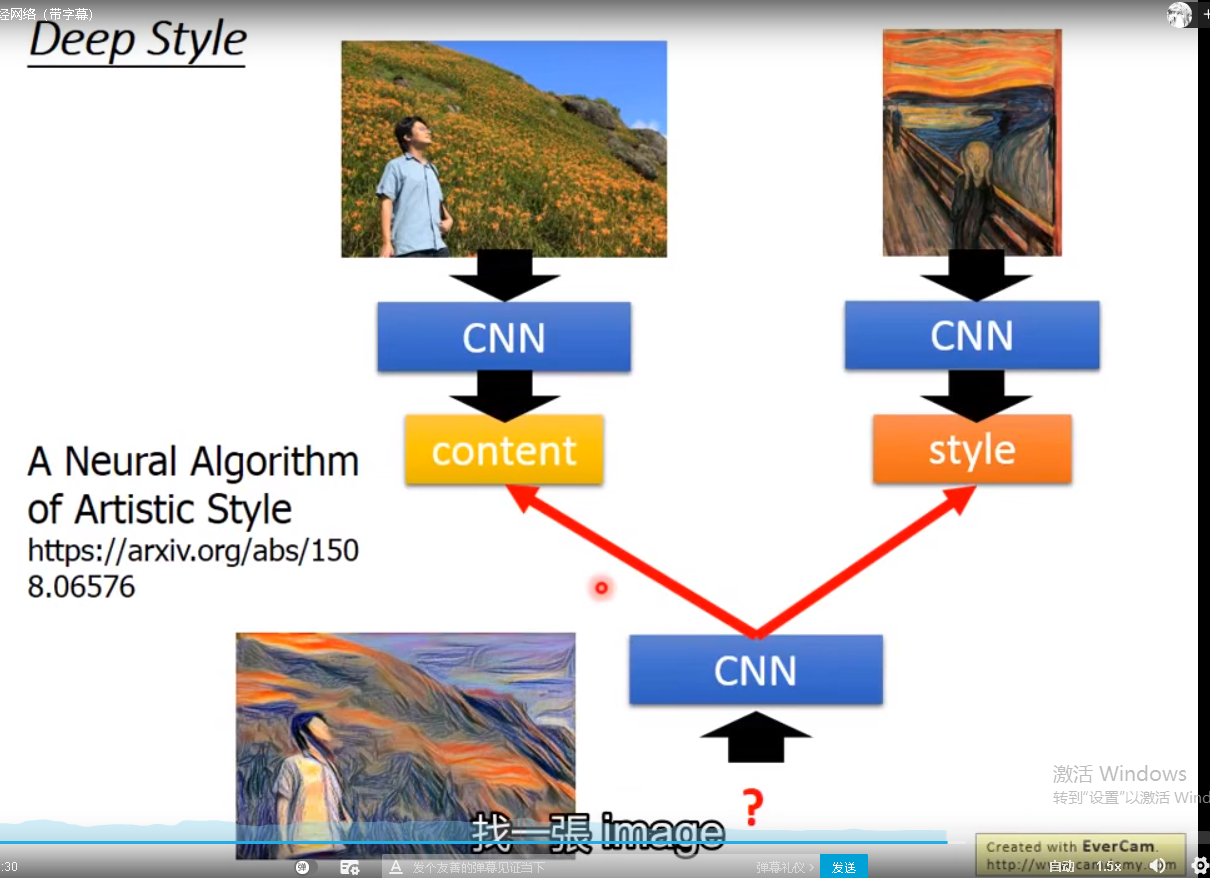 经网络（带字幕）
Deep Style
CNN
CNN
content
style
A Neural Algorithm
of Artistic Style
https://arxiv.org/abs/150
8.06576
CNN
?
激活 Windows
转到“设置”以激活 Wind
找一張 image
Created with EverCam.
:30
弹
发个友善的弹幕见证当下
弹幕礼仪 >
发送
自动
1.5x